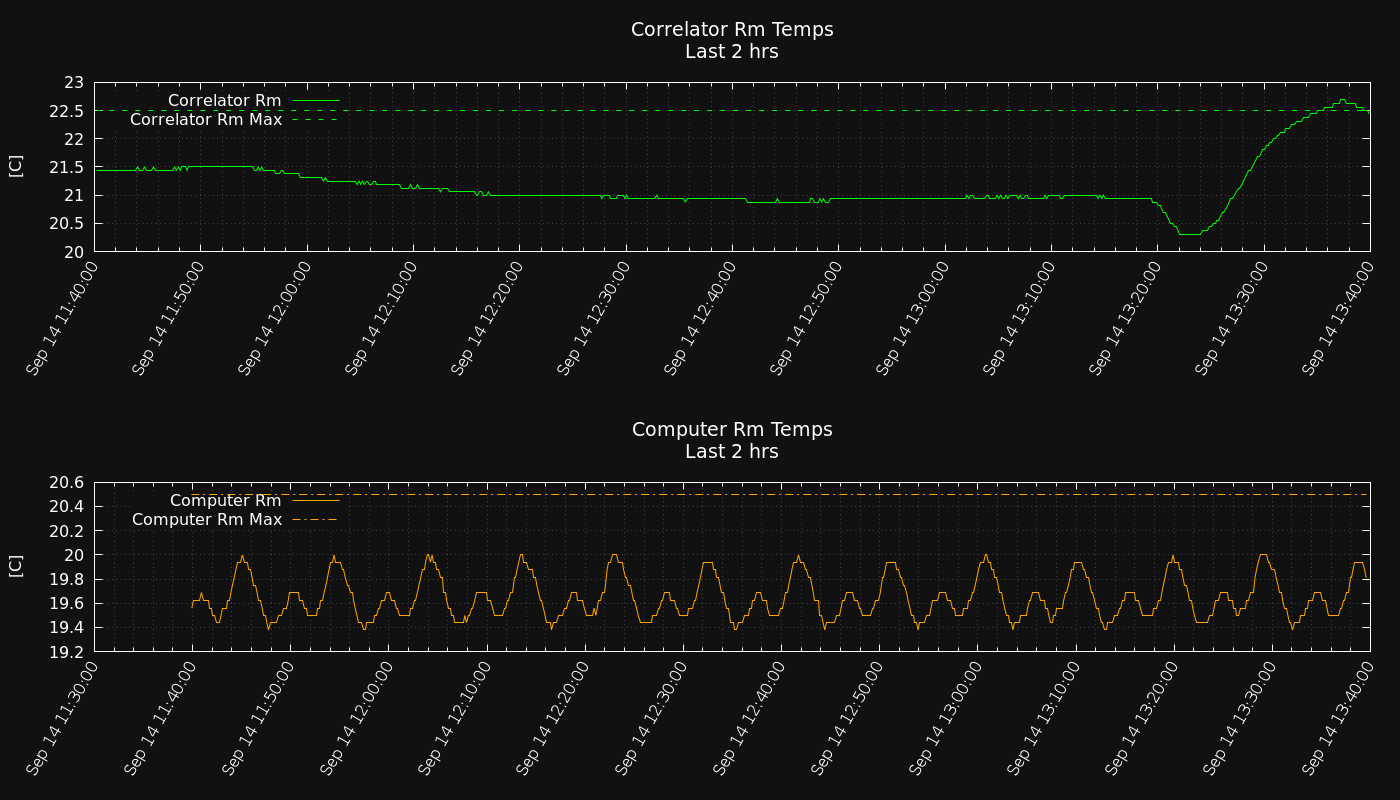 Correlator Rm Temps
Last 2 hrs
23
22.5
22
21.5
21
20.5
20
[C]
Correlator Rm
Correlator Rm Max
Sep 14 11:40:00
Sep 14 11:50:00
Sep 14 12:00:00
Sep 14 12:10:00
Sep 14 12:20:00
Sep 14 12:30:00
Sep 14 12:40:00
Sep 14 12:50:00
Sep 14 13:00:00
Sep 14 13:10:00
Sep 14 13:20:00
Sep 14 13:30:00
Sep 14 13:40:00
Computer Rm Temps
Last 2 hrs
20.6
20.4
20.2
20
19.8
19.6
19.4
19.2
[C]
Computer Rm
Computer Rm Max
Sep 14 11:30:00
Sep 14 11:40:00
Sep 14 11:50:00
Sep 14 12:00:00
Sep 14 12:10:00
Sep 14 12:20:00
Sep 14 12:30:00
Sep 14 12:40:00
Sep 14 12:50:00
Sep 14 13:00:00
Sep 14 13:10:00
Sep 14 13:20:00
Sep 14 13:30:00
Sep 14 13:40:00